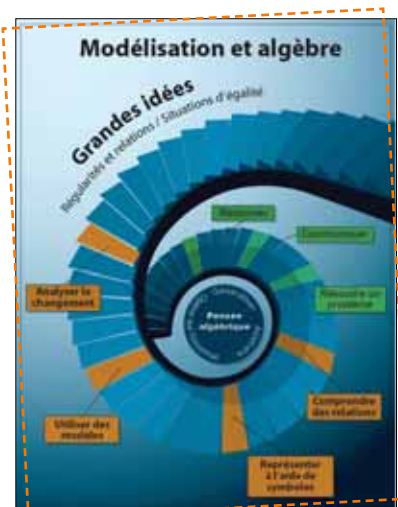 Modélisation et algèbre
Grandes idées
Régularités et relations / Situations d'égalité
Raisonner
Communiquer
Résoudre un
problème
Analyser le
changement
Pensée
algébrique
Comprendre
des relations
Utiliser des
modèles
Représenter
à l'aide de
symboles